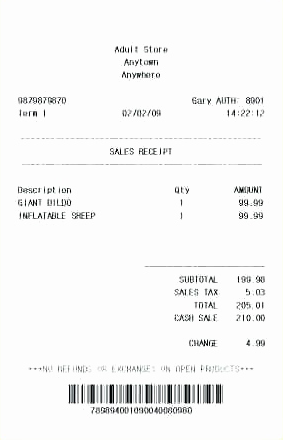 Adult Store
Anytown
Anywhere
9879879870 Gary AUTH: 8901
Term 1 02/02/09 14:22:12
SALES RECEIPT
Description Qty AMOUNT
GIANT DILDO 1 99.99
INFLATABLE SHEEP 1 99.99
SUBTOTAL 199.98
SALES TAX 5.03
TOTAL 205.01
CASH SALE 210.00
CHANGE 4.99
***NO REFUNDS OR EXCHANGES ON OPEN PRODUCTS***
789894001090040080980